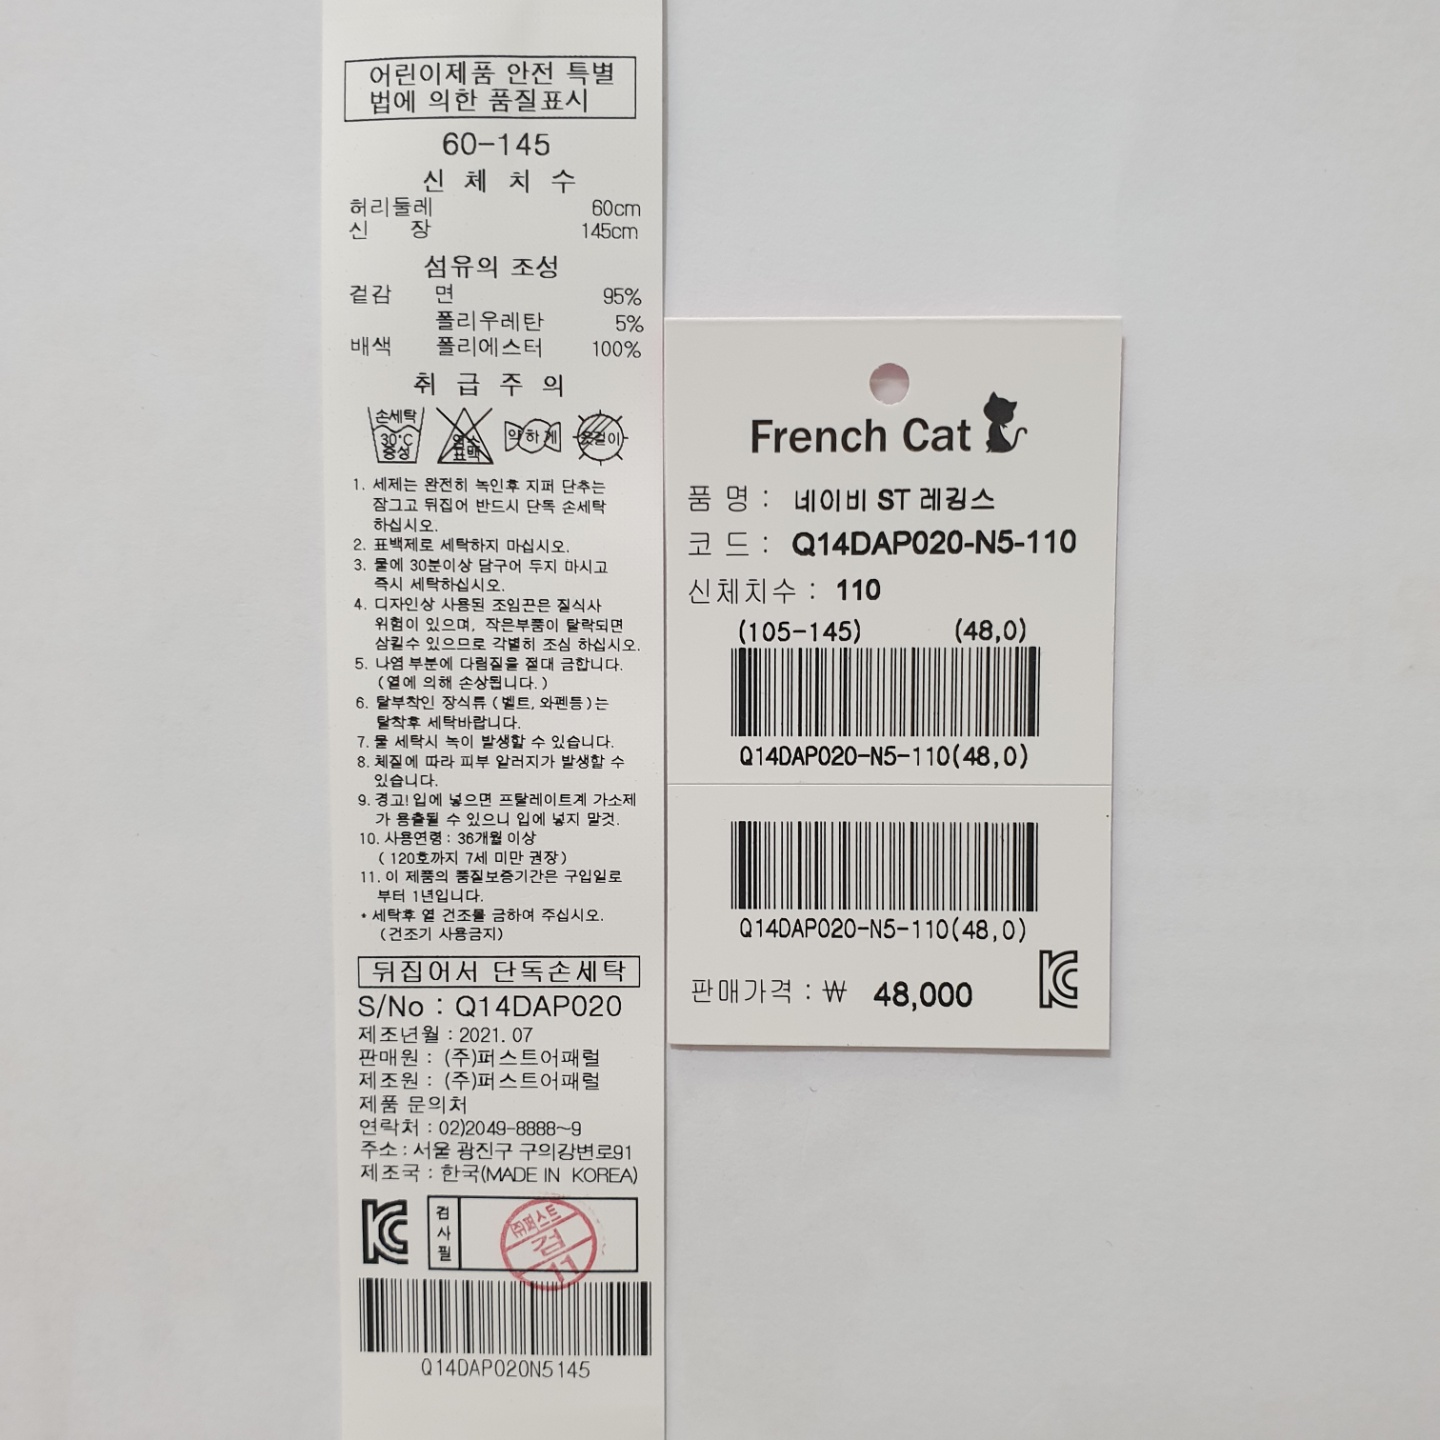 어린이제품 안전 특별
법에 의한 품질표시
60-145
신 체 치 수
허리둘레 60cm
신 장 145cm
섬유의 조성
겉감 면 95%
폴리우레탄 5%
배색 폴리에스터 100%
취 급 주 의
손세탁 30°C 중성
염소 표백
약하게
옷걸이
1. 세제는 완전히 녹인후 지퍼 단추는
잠그고 뒤집어 반드시 단독 손세탁
하십시오.
2. 표백제로 세탁하지 마십시오.
3. 물에 30분이상 담구어 두지 마시고
즉시 세탁하십시오.
4. 디자인상 사용된 조임끈은 질식사
위험이 있으며, 작은부품이 탈락되면
삼킬수 있으므로 각별히 조심 하십시오.
5. 나염 부분에 다림질을 절대 금합니다.
(열에 의해 손상됩니다.)
6. 탈부착인 장식류 (벨트, 와펜등)는
탈착후 세탁바랍니다.
7. 물 세탁시 녹이 발생할 수 있습니다.
8. 체질에 따라 피부 알러지가 발생할 수
있습니다.
9. 경고! 입에 넣으면 프탈레이트계 가소제
가 용출될 수 있으니 입에 넣지 말것.
10. 사용연령 : 36개월 이상
( 120호까지 7세 미만 권장)
11. 이 제품의 품질보증기간은 구입일로
부터 1년입니다.
* 세탁후 열 건조를 금하여 주십시오.
(건조기 사용금지)
뒤집어서 단독손세탁
S/No : Q14DAP020
제조년월 : 2021. 07
판매원 : (주)퍼스트어패럴
제조원 : (주)퍼스트어패럴
제품 문의처
연락처 : 02)2049-8888~9
주소 : 서울 광진구 구의강변로91
제조국 : 한국(MADE IN KOREA)
KC
검사필
㈜퍼스트
검
11
Q14DAP020N5145
French Cat
품 명 : 네이비 ST 레깅스
코 드 : Q14DAP020-N5-110
신체치수 : 110
(105-145) (48,0)
Q14DAP020-N5-110(48,0)
Q14DAP020-N5-110(48,0)
판매가격 : ₩ 48,000
KC